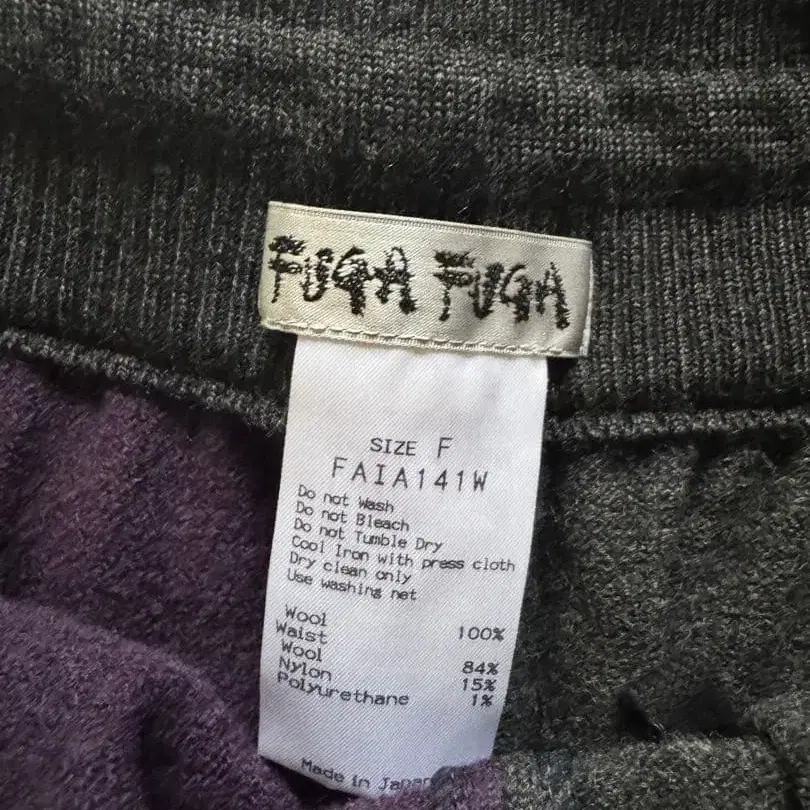 FUGA FUGA
SIZE F
FAIA141W
Do not Wash
Do not Bleach
Do not Tumble Dry
Cool Iron with press cloth
Dry clean only
Use washing net
Wool 100%
Waist
Wool 84%
Nylon 15%
Polyurethane 1%
Made in Japan